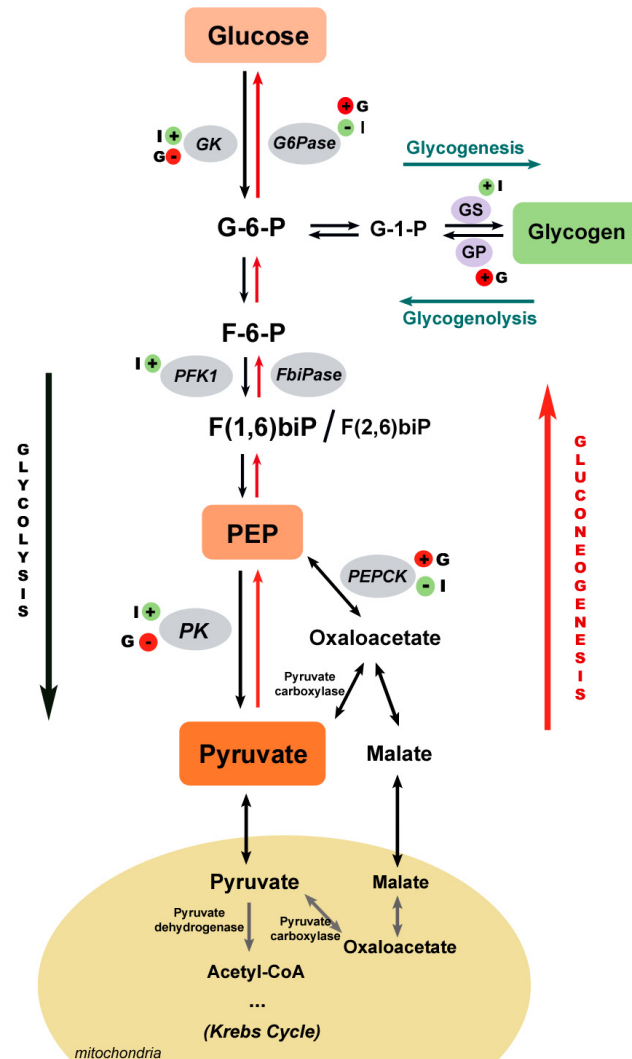 Glucose
I +
G -
GK
G6Pase
+ G
- I
Glycogenesis
+ I
GS
G-6-P
G-1-P
Glycogen
GP
+ G
Glycogenolysis
F-6-P
I +
PFK1
FbiPase
F(1,6)biP / F(2,6)biP
GLYCOLYSIS
GLUCONEOGENESIS
PEP
PEPCK
+ G
- I
I +
G -
PK
Oxaloacetate
Pyruvate
carboxylase
Pyruvate
Malate
Pyruvate
Malate
Pyruvate
dehydrogenase
Pyruvate
carboxylase
Oxaloacetate
Acetyl-CoA
...
(Krebs Cycle)
mitochondria